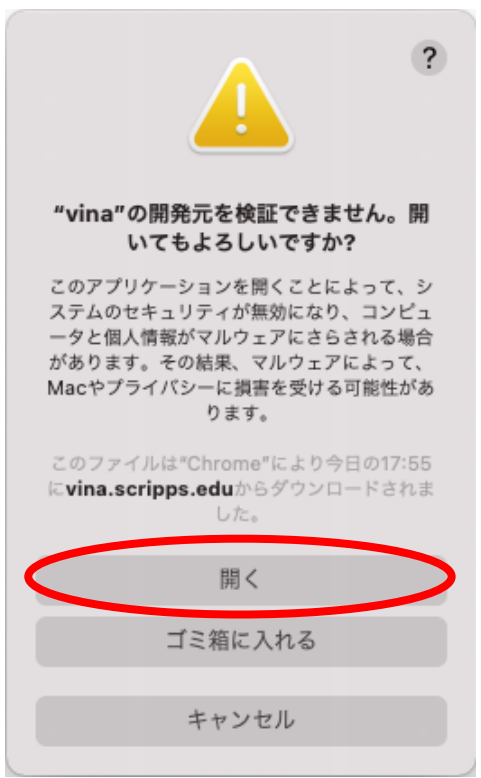 ?
“vina”の開発元を検証できません。開
いてもよろしいですか?
このアプリケーションを開くことによって、シ
ステムのセキュリティが無効になり、コンピュ
ータと個人情報がマルウェアにさらされる場合
があります。その結果、マルウェアによって、
Macやプライバシーに損害を受ける可能性があ
ります。
このファイルは“Chrome”により今日の17:55
にvina.scripps.eduからダウンロードされま
した。
開く
ゴミ箱に入れる
キャンセル